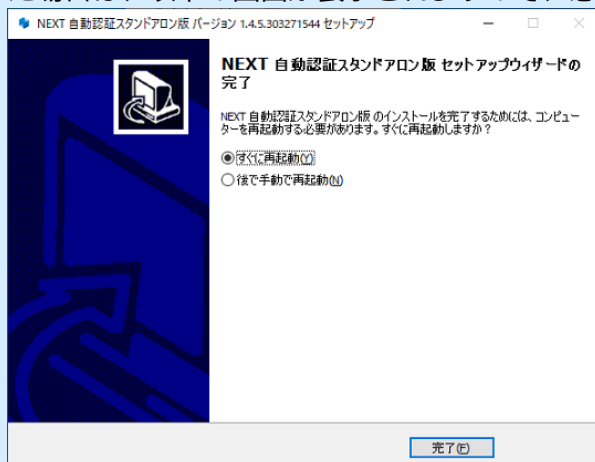 NEXT 自動認証スタンドアロン版 バージョン 1.4.5.303271544 セットアップ
NEXT 自動認証スタンドアロン版 セットアップウィザードの
完了
NEXT 自動認証スタンドアロン版 のインストールを完了するためには、コンピュー
ターを再起動する必要があります。すぐに再起動しますか？
すぐに再起動(Y)
後で手動で再起動(N)
完了(F)